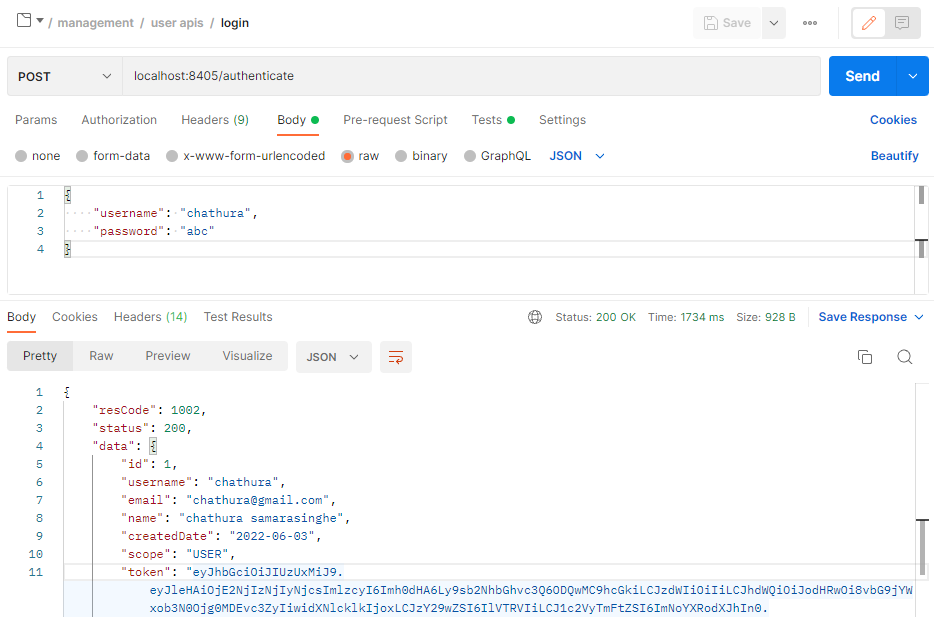 / management / user apis / login
Save
POST
localhost:8405/authenticate
Send
Params Authorization Headers (9) Body Pre-request Script Tests Settings Cookies
none form-data x-www-form-urlencoded raw binary GraphQL JSON Beautify
1 {
2 ····"username":·"chathura",
3 ····"password":·"abc"
4 }
Body Cookies Headers (14) Test Results Status: 200 OK Time: 1734 ms Size: 928 B Save Response
Pretty Raw Preview Visualize JSON
1 {
2 "resCode": 1002,
3 "status": 200,
4 "data": {
5 "id": 1,
6 "username": "chathura",
7 "email": "chathura@gmail.com",
8 "name": "chathura samarasinghe",
9 "createdDate": "2022-06-03",
10 "scope": "USER",
11 "token": "eyJhbGciOiJIUzUxMiJ9.
eyJleHAiOjE2NjIzNjIyNjcsImlzcyI6Imh0dHA6Ly9sb2NhbGhvc3Q6ODQwMC9hcGkiLCJzdWIiOiIiLCJhdWQiOiJodHRwOi8vbG9jYW
xob3N0Ojg0MDEvc3ZyIiwidXNlcklkIjoxLCJzY29wZSI6IlVTRVIiLCJ1c2VyTmFtZSI6ImNoYXRodXJhIn0.